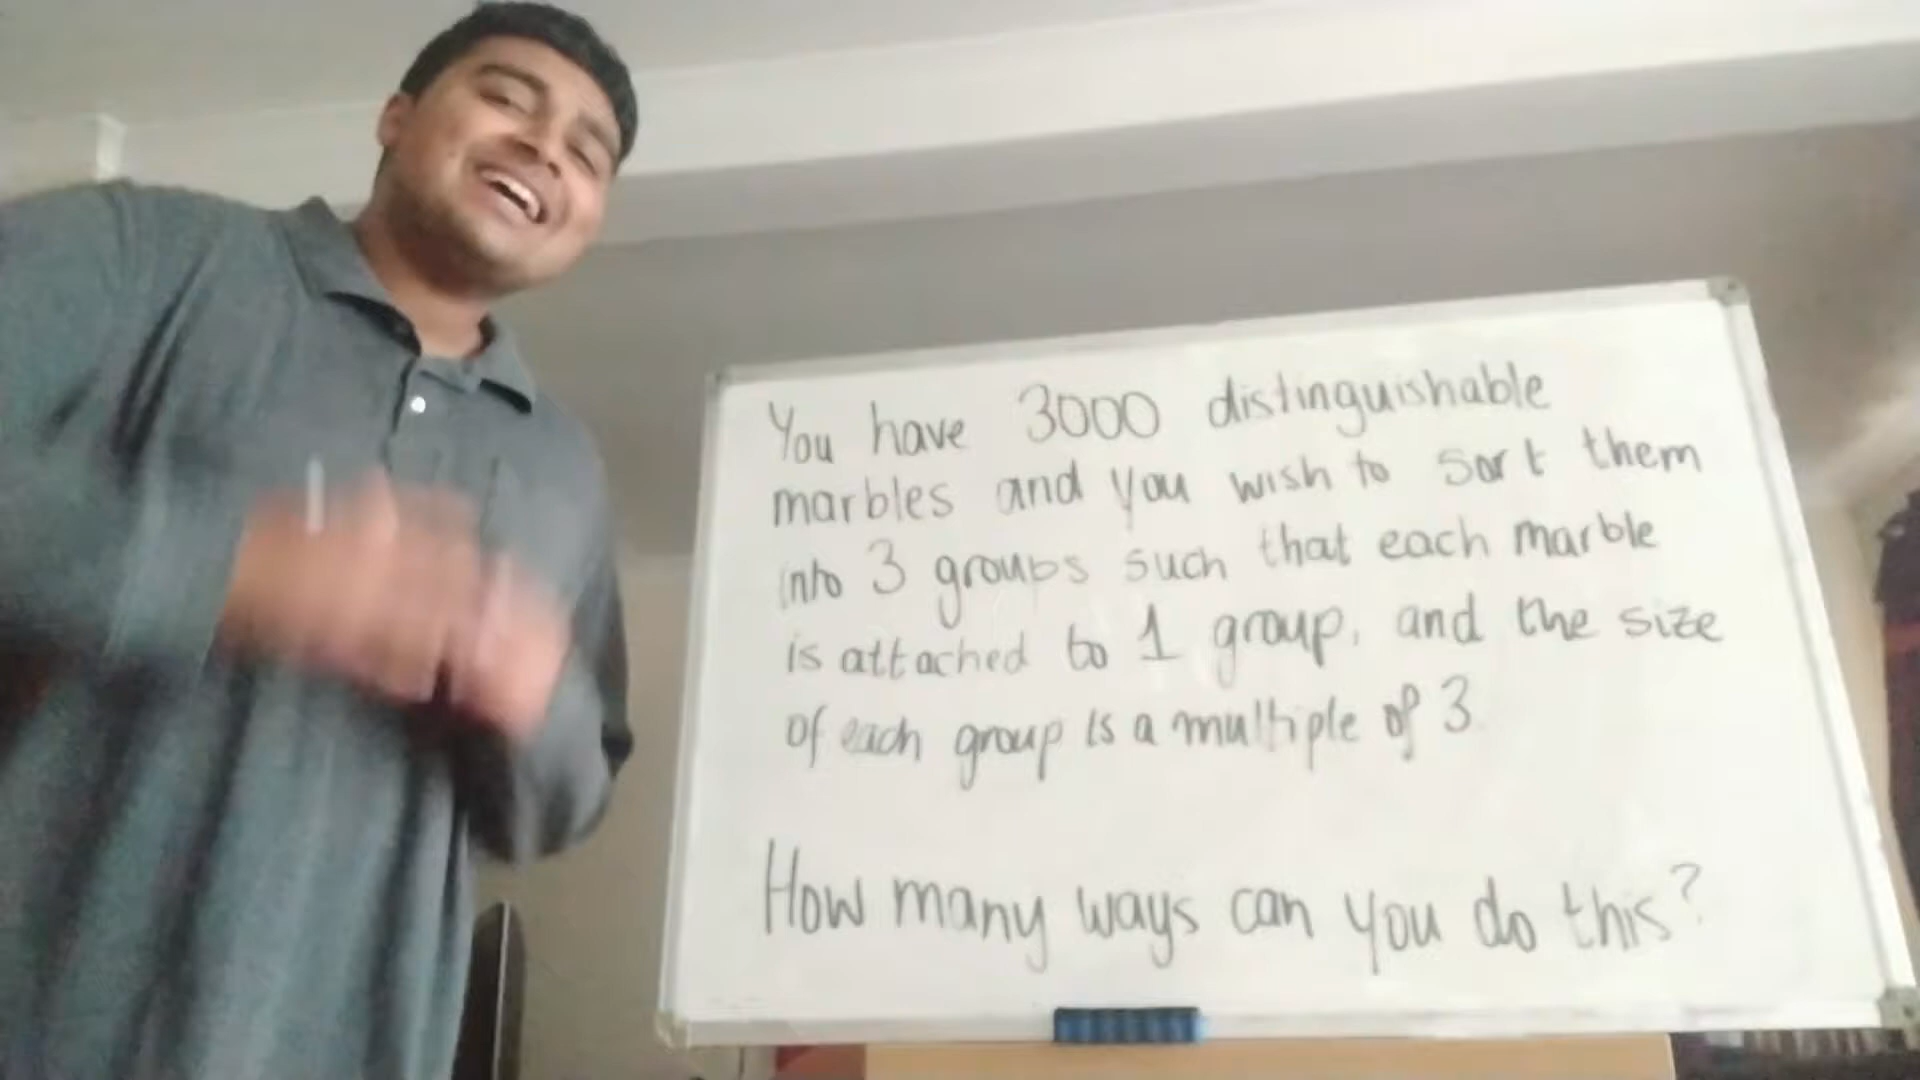 You have 3000 distinguishable
marbles and you wish to sort them
into 3 groups such that each marble
is attached to 1 group, and the size
of each group is a multiple of 3.
How many ways can you do this?